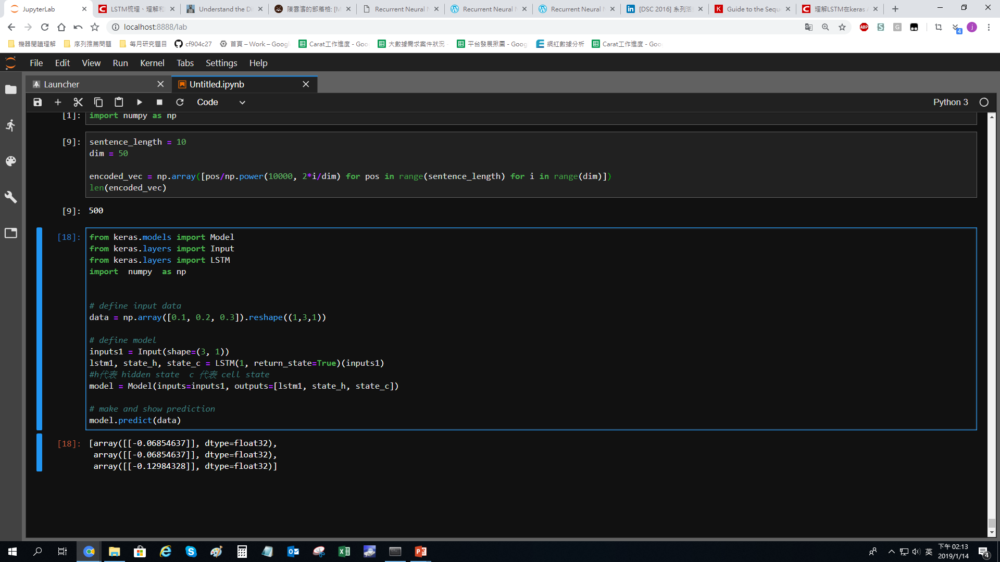 JupyterLab
LSTM梳理、理解和
Understand the Di
陳雲濤的部落格: [M
Recurrent Neural
Recurrent Neural
Recurrent Neural
[DSC 2016] 系列活
Guide to the Sequ
理解LSTM在keras
localhost:8888/lab
ABP
4
j
機器閱讀理解
序列推薦問題
每月研究題目
cf904c27
首頁 – Work – Googl
Carat工作進度 - Goo
大數據需求案件狀況
平台發展揪團 - Goog
網紅數據分析
Carat工作進度 - Goo
File Edit View Run Kernel Tabs Settings Help
Launcher
Untitled.ipynb
Code
Python 3
[1]: import numpy as np
[9]: sentence_length = 10
dim = 50
encoded_vec = np.array([pos/np.power(10000, 2*i/dim) for pos in range(sentence_length) for i in range(dim)])
len(encoded_vec)
[9]: 500
[18]: from keras.models import Model
from keras.layers import Input
from keras.layers import LSTM
import  numpy  as np
# define input data
data = np.array([0.1, 0.2, 0.3]).reshape((1,3,1))
# define model
inputs1 = Input(shape=(3, 1))
lstm1, state_h, state_c = LSTM(1, return_state=True)(inputs1)
#h代表 hidden state  c 代表 cell state
model = Model(inputs=inputs1, outputs=[lstm1, state_h, state_c])
# make and show prediction
model.predict(data)
[18]: [array([[-0.06854637]], dtype=float32),
array([[-0.06854637]], dtype=float32),
array([[-0.12984328]], dtype=float32)]
英
下午 02:13
2019/1/14
4